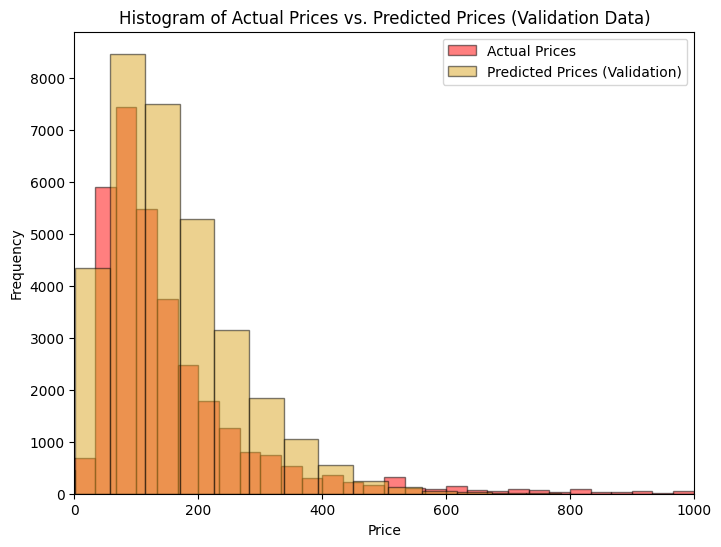 Histogram of Actual Prices vs. Predicted Prices (Validation Data)
Actual Prices
Predicted Prices (Validation)
Frequency
8000
7000
6000
5000
4000
3000
2000
1000
0
0 200 400 600 800 1000
Price